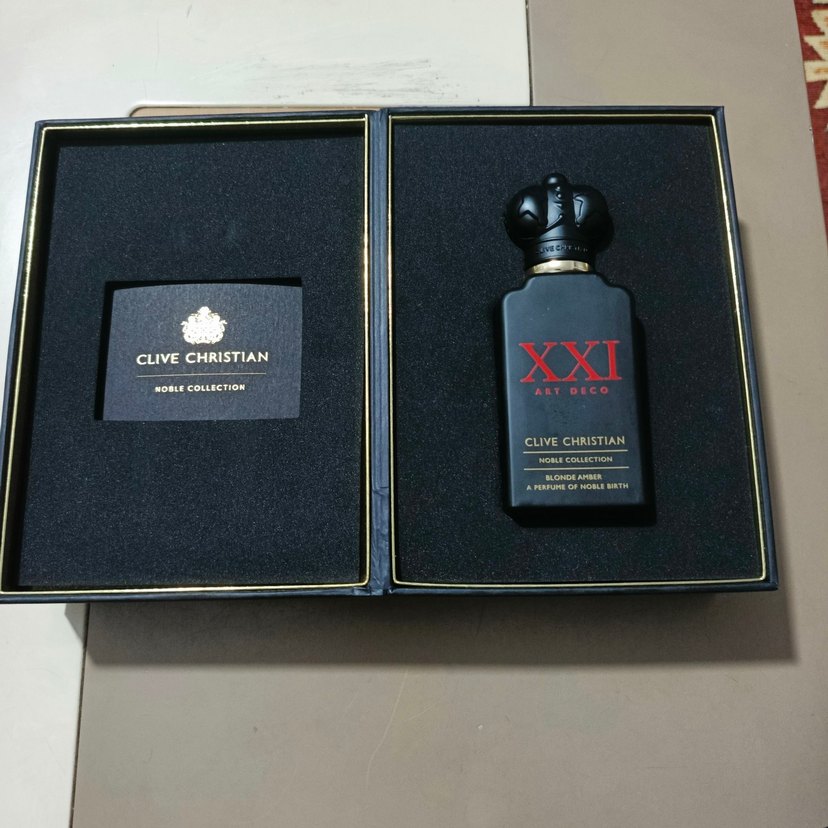 CLIVE CHRISTIAN
NOBLE COLLECTION
CLIVE CHRISTIAN
XXI
ART DECO
CLIVE CHRISTIAN
NOBLE COLLECTION
BLONDE AMBER
A PERFUME OF NOBLE BIRTH